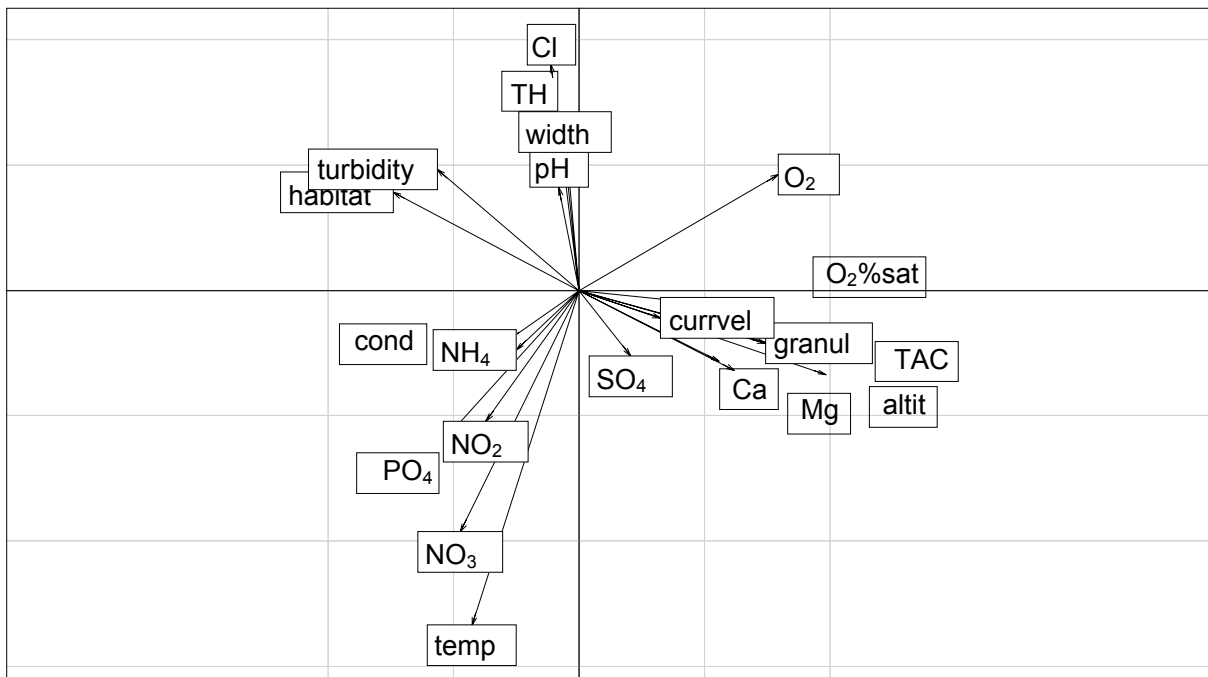 Cl
TH
width
pH
turbidity
habitat
O₂
O₂%sat
currvel
granul
cond
NH₄
TAC
SO₄
Ca
Mg
altit
NO₂
PO₄
NO₃
temp